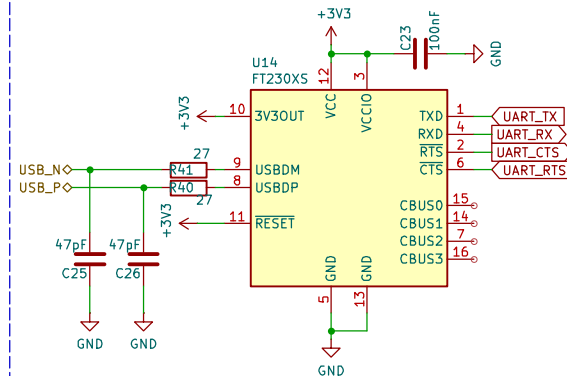 +3V3
C23
100nF
GND
U14
FT230XS
12
VCC
3
VCCIO
+3V3
10
3V3OUT
TXD
1
UART_TX
RXD
4
UART_RX
RTS
2
UART_CTS
CTS
6
UART_RTS
27
USB_N
R41
9
USBDM
USB_P
R40
8
USBDP
27
+3V3
11
RESET
CBUS0
15
CBUS1
14
CBUS2
7
CBUS3
16
47pF
C25
47pF
C26
GND
GND
GND
5
GND
13
GND